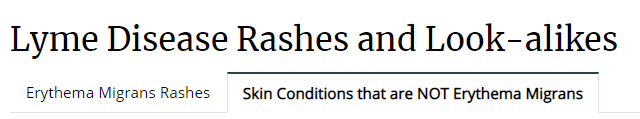 Lyme Disease Rashes and Look-alikes
Erythema Migrans Rashes Skin Conditions that are NOT Erythema Migrans